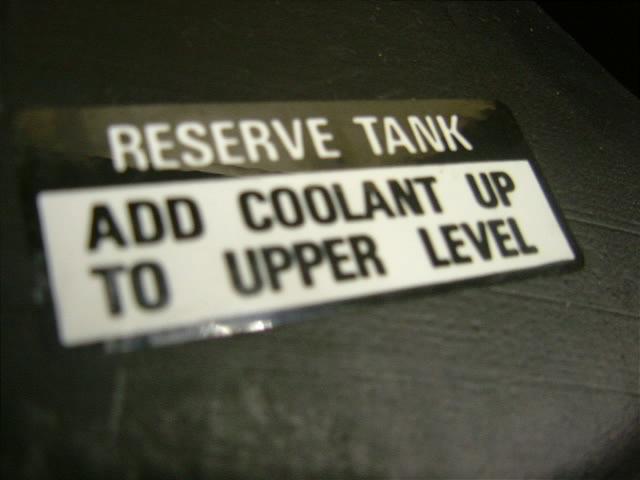 RESERVE TANK
ADD COOLANT UP
TO UPPER LEVEL